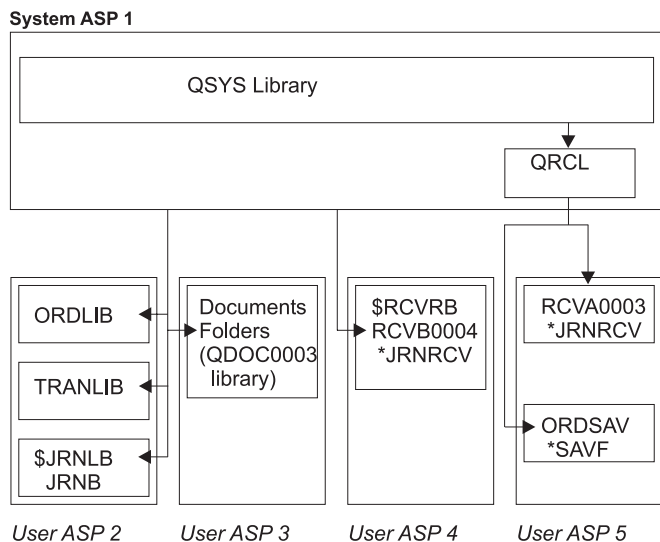 System ASP 1
QSYS Library
QRCL
ORDLIB
TRANLIB
$JRNLB
JRNB
Documents
Folders
(QDOC0003
library)
$RCVRB
RCVB0004
*JRNRCV
RCVA0003
*JRNRCV
ORDSAV
*SAVF
User ASP 2
User ASP 3
User ASP 4
User ASP 5